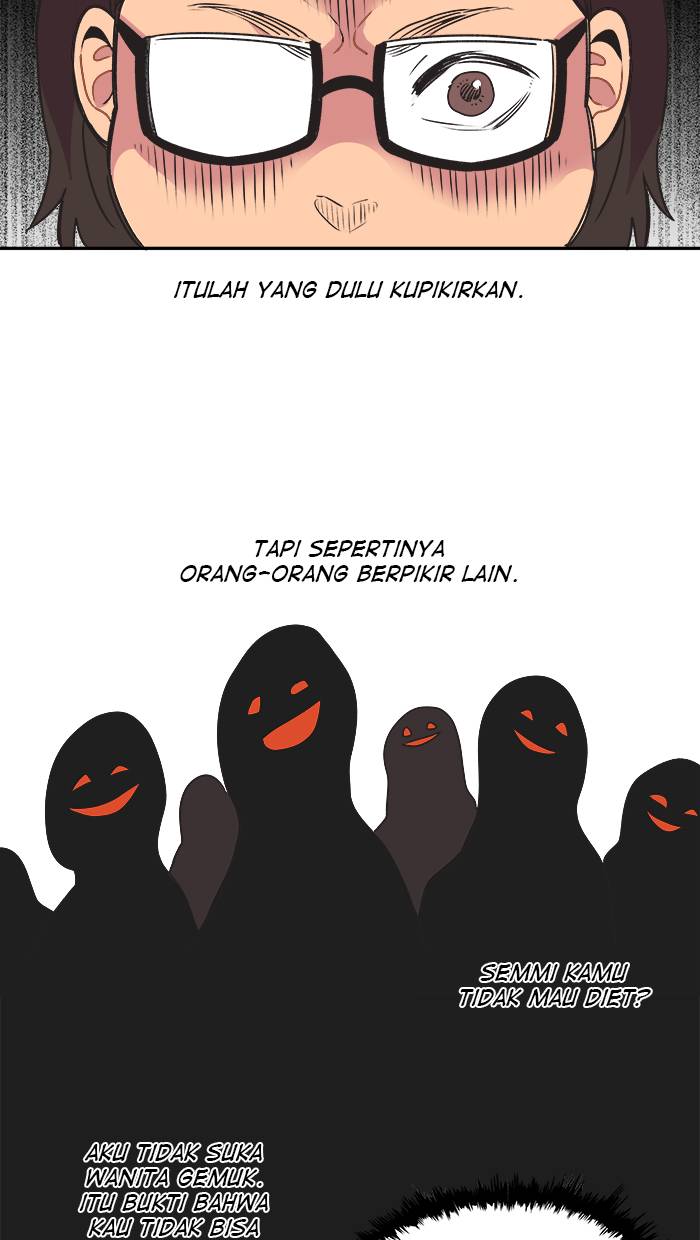 ITULAH YANG DULU KUPIKIRKAN.
TAPI SEPERTINYA
ORANG-ORANG BERPIKIR LAIN.
SEMMI KAMU
TIDAK MAU DIET?
AKU TIDAK SUKA
WANITA GEMUK.
ITU BUKTI BAHWA
KAU TIDAK BISA